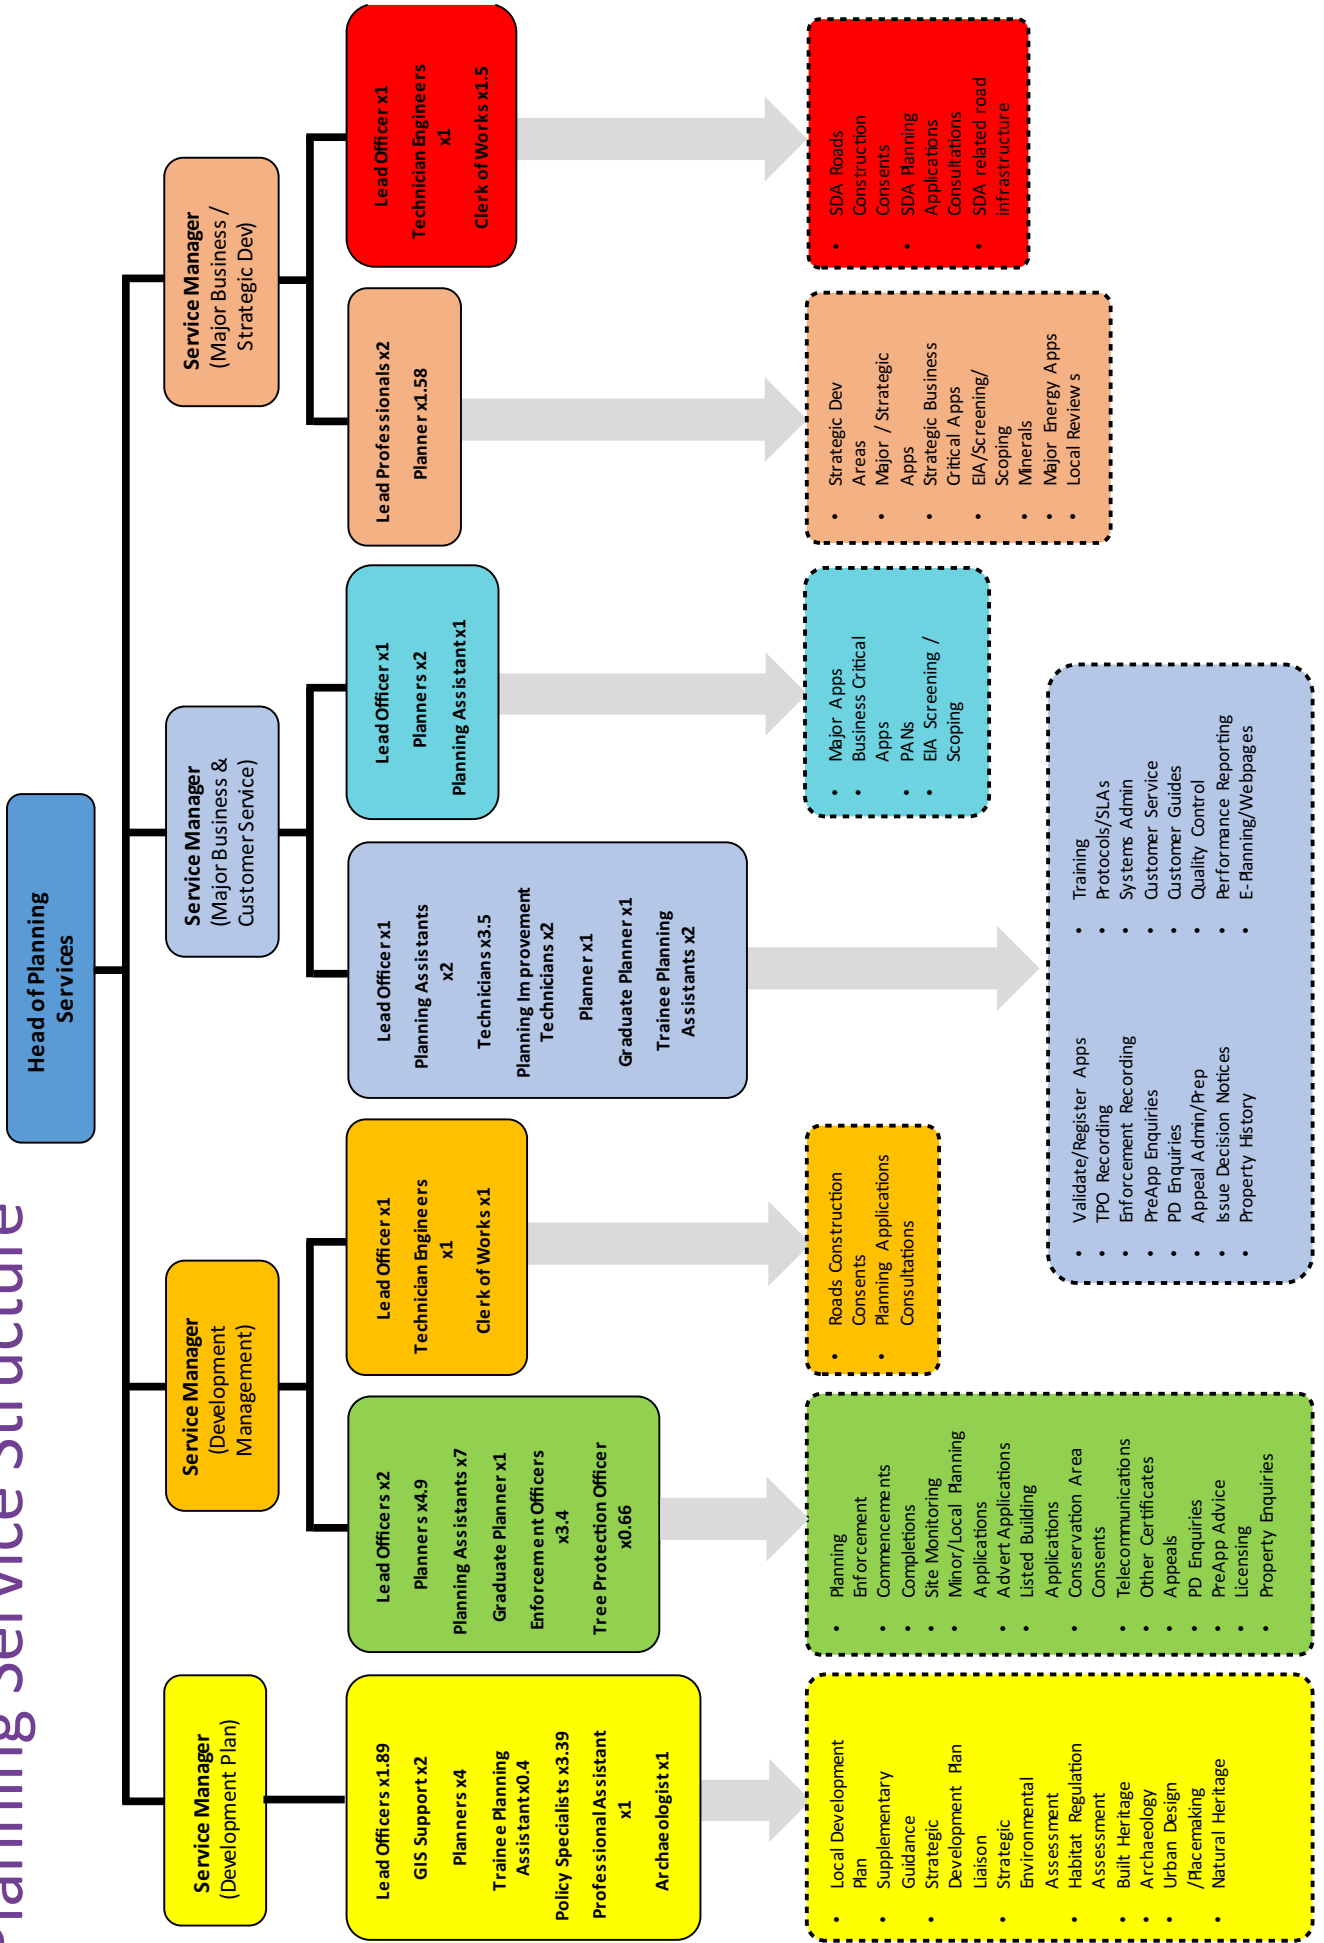 Planning Service Structure
Head of Planning
Services
Service Manager
(Development Plan)
Service Manager
(Development
Management)
Service Manager
(Major Business &
Customer Service)
Service Manager
(Major Business /
Strategic Dev)
Lead Officers x1.89
GIS Support x2
Planners x4
Trainee Planning
Assistant x0.4
Policy Specialists x3.39
Professional Assistant
x1
Archaeologist x1
Lead Officers x2
Planners x4.9
Planning Assistants x7
Graduate Planner x1
Enforcement Officers
x3.4
Tree Protection Officer
x0.66
Lead Officer x1
Technician Engineers
x1
Clerk of Works x1
Lead Officer x1
Planning Assistants
x2
Technicians x3.5
Planning Improvement
Technicians x2
Planner x1
Graduate Planner x1
Trainee Planning
Assistants x2
Lead Officer x1
Planners x2
Planning Assistant x1
Lead Professionals x2
Planner x1.58
Lead Officer x1
Technician Engineers
x1
Clerk of Works x1.5
• Local Development
Plan
• Supplementary
Guidance
• Strategic
Development Plan
Liaison
• Strategic
Environmental
Assessment
• Habitat Regulation
Assessment
• Built Heritage
• Archaeology
• Urban Design
/Placemaking
• Natural Heritage
• Planning
Enforcement
• Commencements
• Completions
• Site Monitoring
• Minor/Local Planning
Applications
• Advert Applications
• Listed Building
Applications
• Conservation Area
Consents
• Telecommunications
• Other Certificates
• Appeals
• PD Enquiries
• PreApp Advice
• Licensing
• Property Enquiries
• Roads Construction
Consents
• Planning Applications
Consultations
• Validate/Register Apps
• TPO Recording
• Enforcement Recording
• PreApp Enquiries
• PD Enquiries
• Appeal Admin/Prep
• Issue Decision Notices
• Property History
• Training
• Protocols/SLAs
• Systems Admin
• Customer Service
• Customer Guides
• Quality Control
• Performance Reporting
• E-Planning/Webpages
• Major Apps
• Business Critical
Apps
• PANs
• EIA Screening /
Scoping
• Strategic Dev
Areas
• Major / Strategic
Apps
• Strategic Business
Critical Apps
• EIA/Screening/
Scoping
• Minerals
• Major Energy Apps
• Local Reviews
• SDA Roads
Construction
Consents
• SDA Planning
Applications
Consultations
• SDA related road
infrastructure